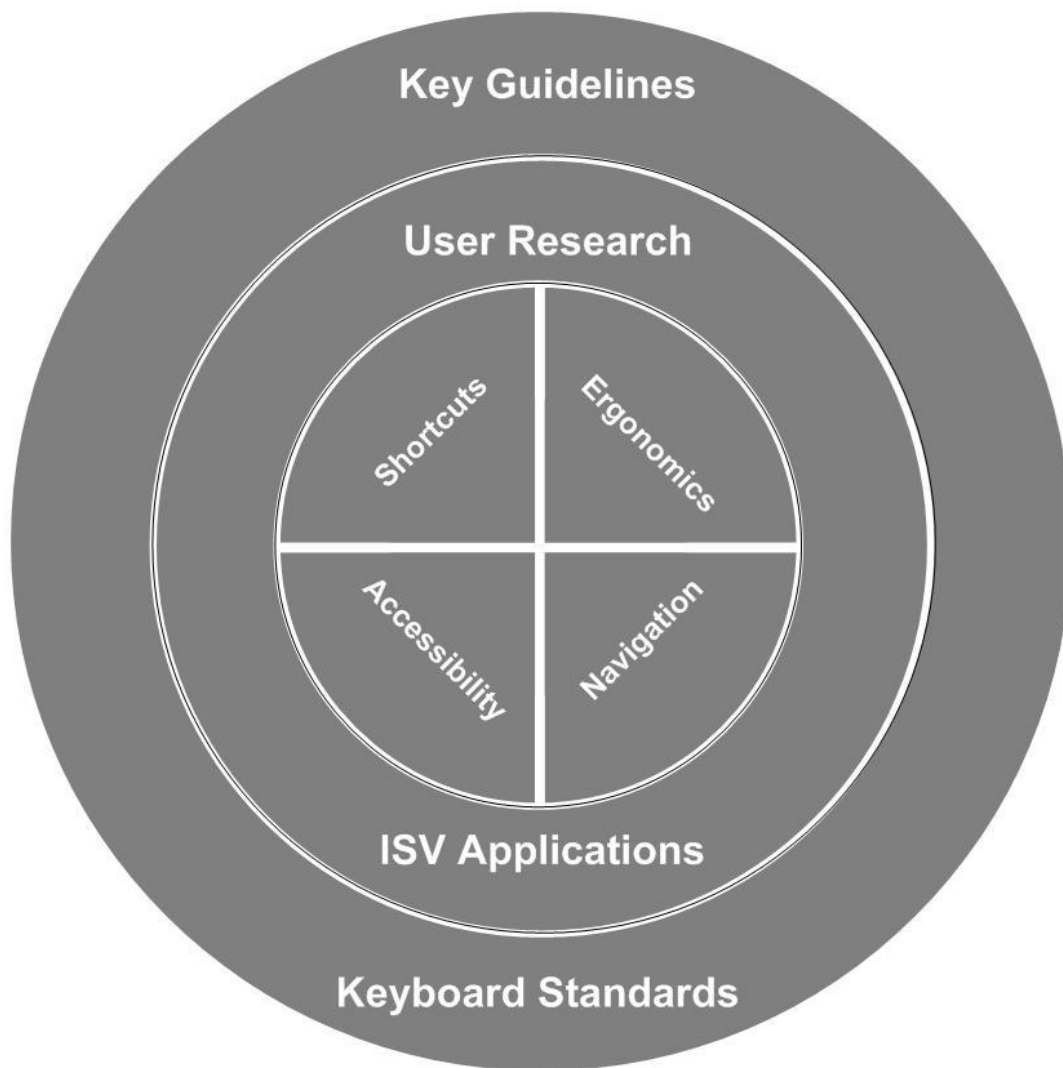 Key Guidelines
User Research
Shortcuts
Ergonomics
Accessibility
Navigation
ISV Applications
Keyboard Standards